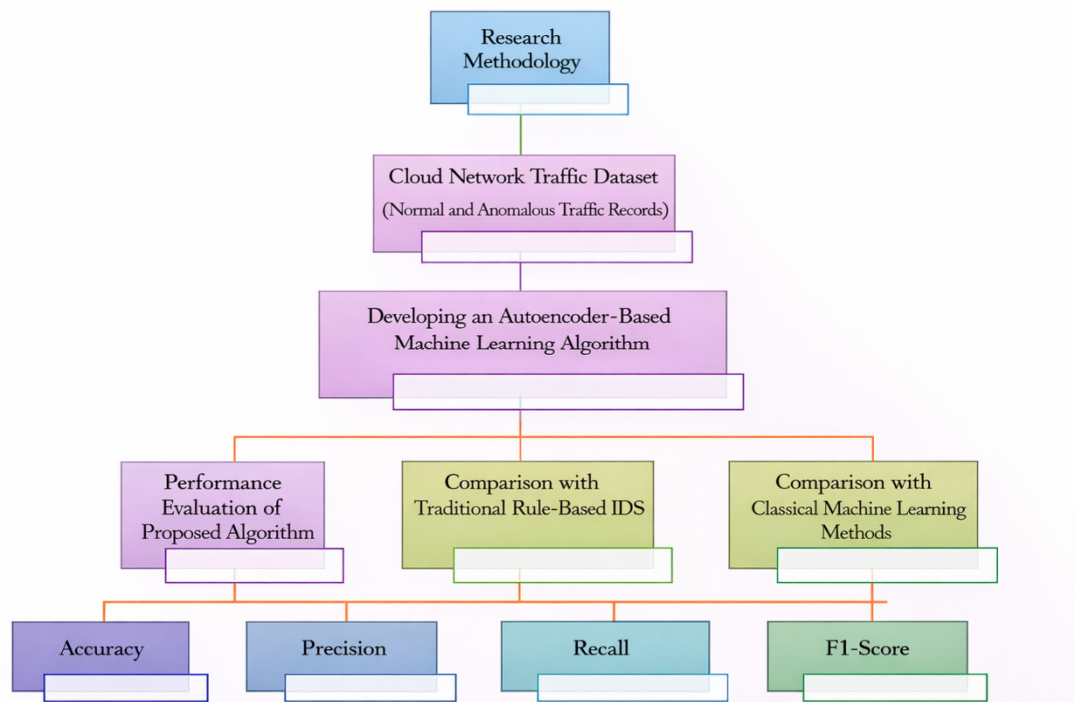 Research
Methodology
Cloud Network Traffic Dataset
(Normal and Anomalous Traffic Records)
Developing an Autoencoder-Based
Machine Learning Algorithm
Performance
Evaluation of
Proposed Algorithm
Comparison with
Traditional Rule-Based IDS
Comparison with
Classical Machine Learning
Methods
Accuracy
Precision
Recall
F1-Score